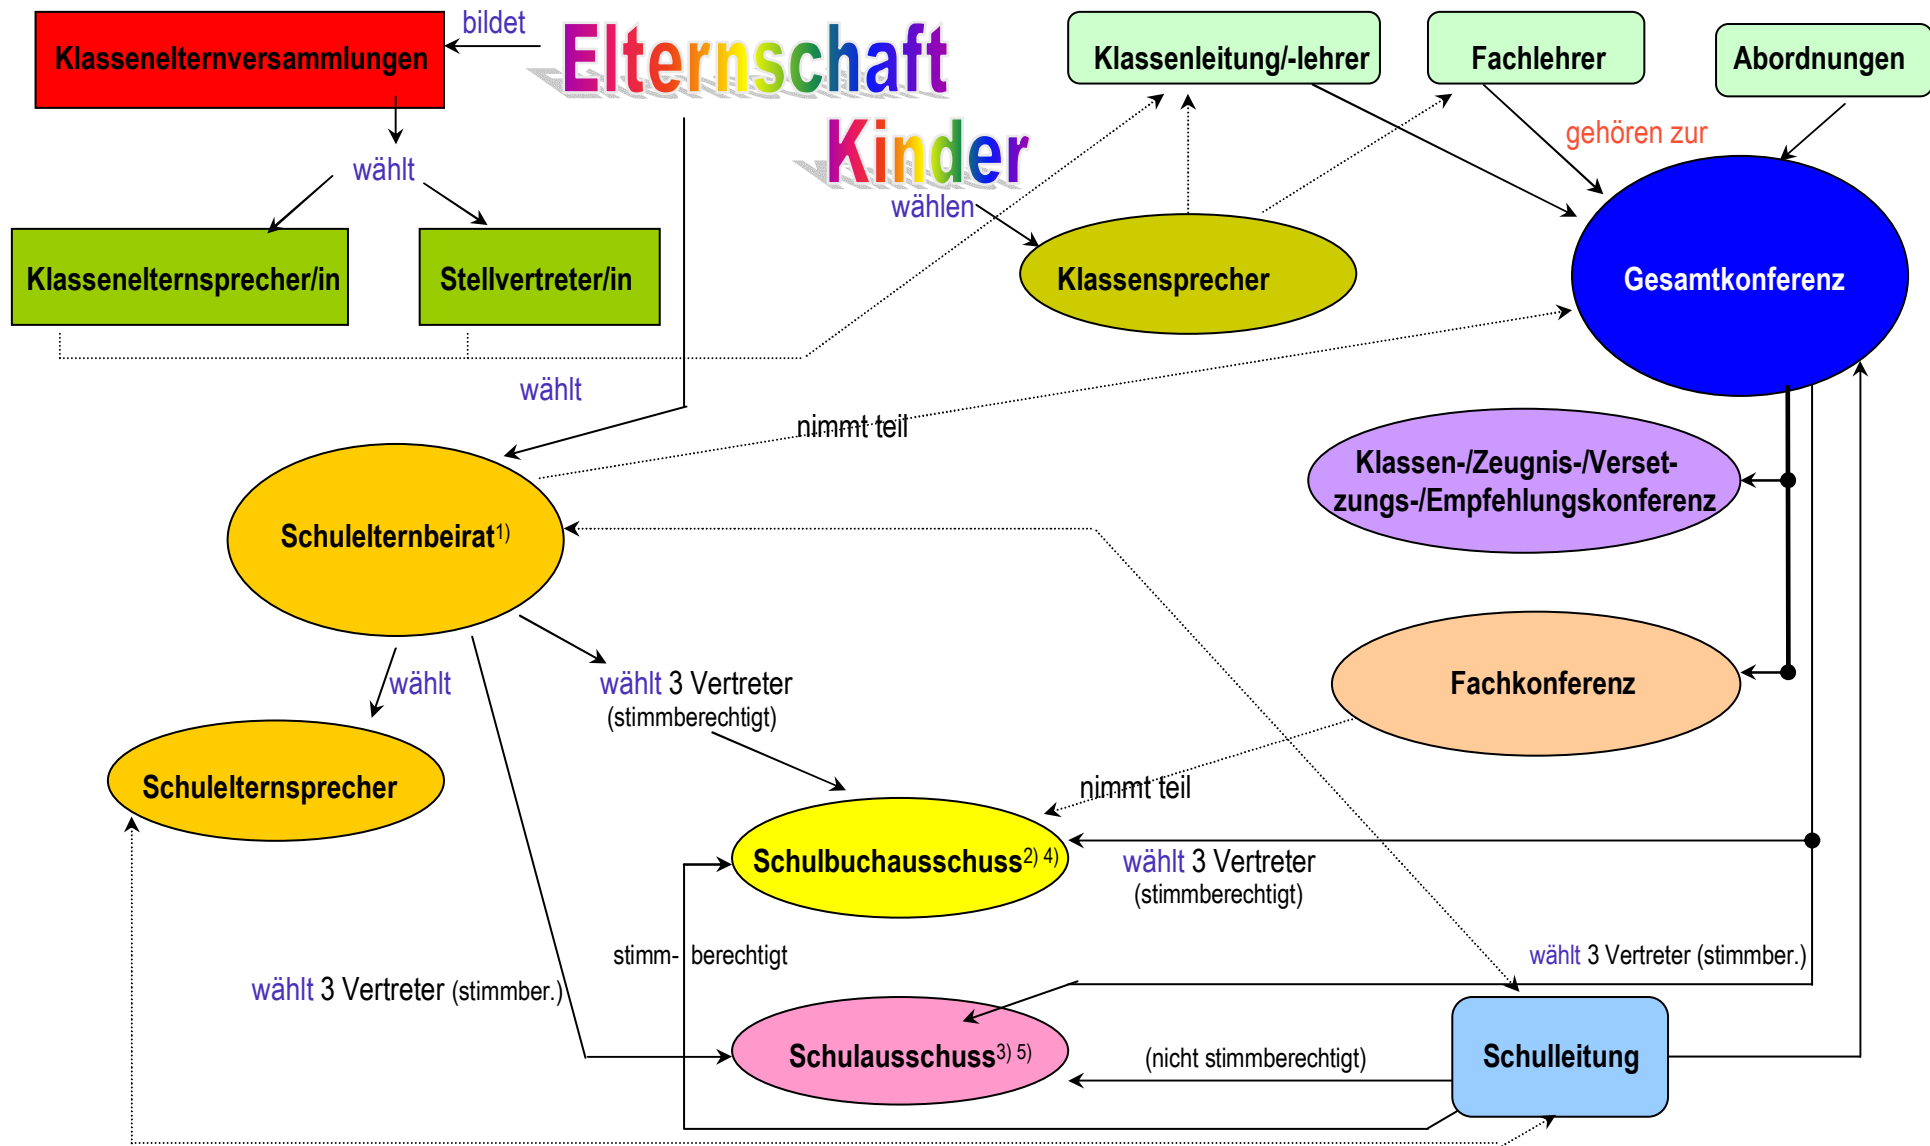 Klassenelternversammlungen
bildet
Elternschaft
Kinder
Klassenleitung/-lehrer
Fachlehrer
Abordnungen
gehören zur
wählt
wählen
Klassenelternsprecher/in
Stellvertreter/in
Klassensprecher
Gesamtkonferenz
wählt
nimmt teil
Klassen-/Zeugnis-/Verset-
zungs-/Empfehlungskonferenz
Schulelternbeirat1)
wählt
wählt 3 Vertreter
(stimmberechtigt)
Fachkonferenz
Schulelternsprecher
nimmt teil
Schulbuchausschuss2) 4)
wählt 3 Vertreter
(stimmberechtigt)
stimm- berechtigt
wählt 3 Vertreter (stimmber.)
wählt 3 Vertreter (stimmber.)
Schulausschuss3) 5)
(nicht stimmberechtigt)
Schulleitung